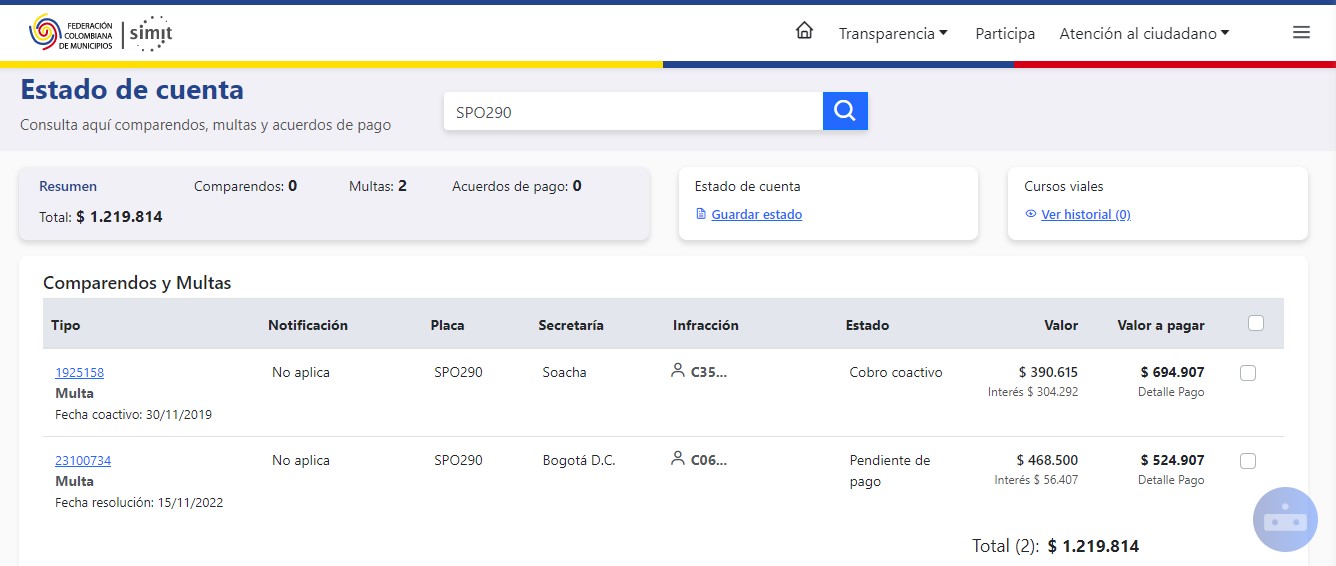 FEDERACIÓN
COLOMBIANA
DE MUNICIPIOS
simit
Transparencia
Participa
Atención al ciudadano
Estado de cuenta
Consulta aquí comparendos, multas y acuerdos de pago
SPO290
Resumen Comparendos: 0 Multas: 2 Acuerdos de pago: 0
Total: $ 1.219.814
Estado de cuenta
Guardar estado
Cursos viales
Ver historial (0)
Comparendos y Multas
Tipo Notificación Placa Secretaría Infracción Estado Valor Valor a pagar
1925158 No aplica SPO290 Soacha C35... Cobro coactivo $ 390.615 $ 694.907
Multa Interés $ 304.292 Detalle Pago
Fecha coactivo: 30/11/2019
23100734 No aplica SPO290 Bogotá D.C. C06... Pendiente de $ 468.500 $ 524.907
Multa pago Interés $ 56.407 Detalle Pago
Fecha resolución: 15/11/2022
Total (2): $ 1.219.814